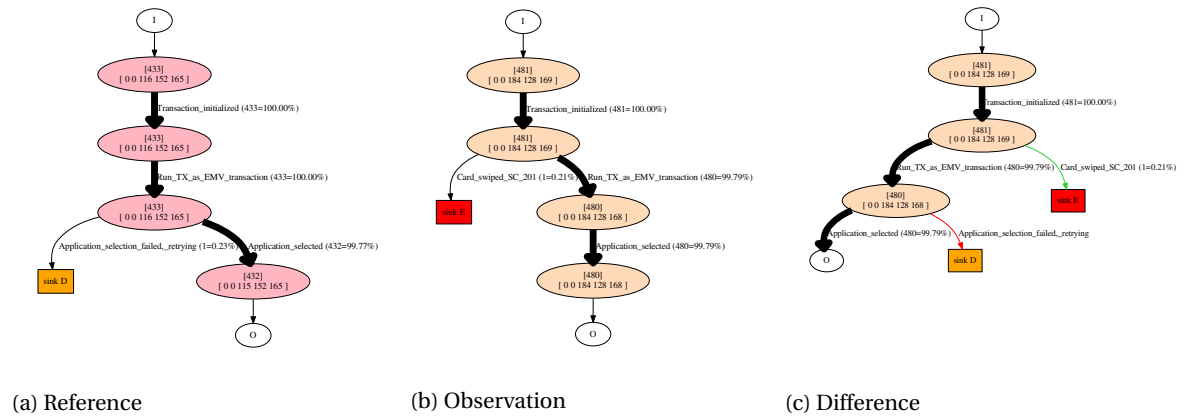 I
[433]
[ 0 0 116 152 165 ]
Transaction_initialized (433=100.00%)
[433]
[ 0 0 116 152 165 ]
Run_TX_as_EMV_transaction (433=100.00%)
[433]
[ 0 0 116 152 165 ]
Application_selection_failed,_retrying (1=0.23%)
Application_selected (432=99.77%)
sink D
[432]
[ 0 0 115 152 165 ]
O
(a) Reference
I
[481]
[ 0 0 184 128 169 ]
Transaction_initialized (481=100.00%)
[481]
[ 0 0 184 128 169 ]
Card_swiped_SC_201 (1=0.21%)
Run_TX_as_EMV_transaction (480=99.79%)
sink E
[480]
[ 0 0 184 128 168 ]
Application_selected (480=99.79%)
[480]
[ 0 0 184 128 168 ]
O
(b) Observation
I
[481]
[ 0 0 184 128 169 ]
Transaction_initialized (481=100.00%)
[481]
[ 0 0 184 128 169 ]
Run_TX_as_EMV_transaction (480=99.79%)
Card_swiped_SC_201 (1=0.21%)
[480]
[ 0 0 184 128 168 ]
sink E
Application_selected (480=99.79%)
Application_selection_failed,_retrying
O
sink D
(c) Difference